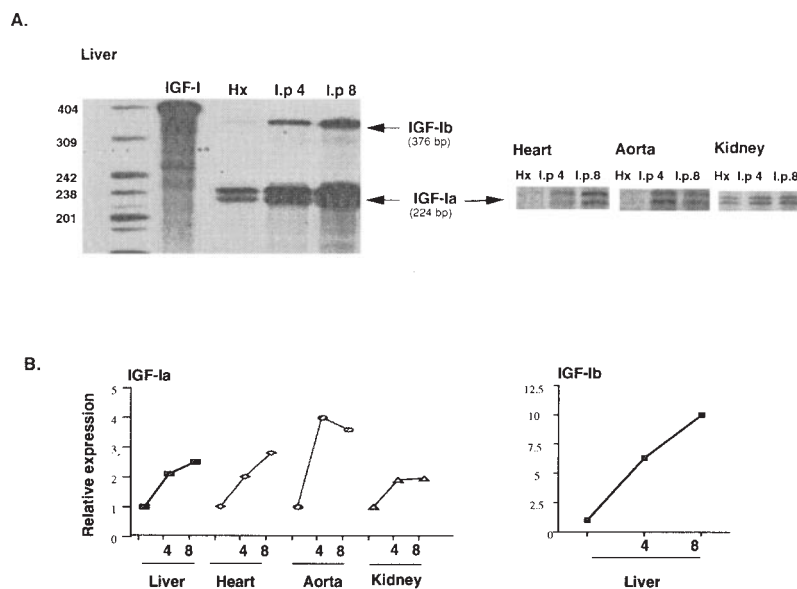 A.
Liver
IGF-I Hx I.p 4 I.p 8
404
309
242
238
201
IGF-Ib
(376 bp)
IGF-Ia
(224 bp)
Heart Aorta Kidney
Hx I.p 4 I.p.8 Hx I.p 4 I.p.8 Hx I.p 4 I.p.8
B.
IGF-Ia
Relative expression
5
4
3
2
1
0
4 8 4 8 4 8 4 8
Liver Heart Aorta Kidney
IGF-Ib
12.5
10
7.5
5
2.5
0
4 8
Liver